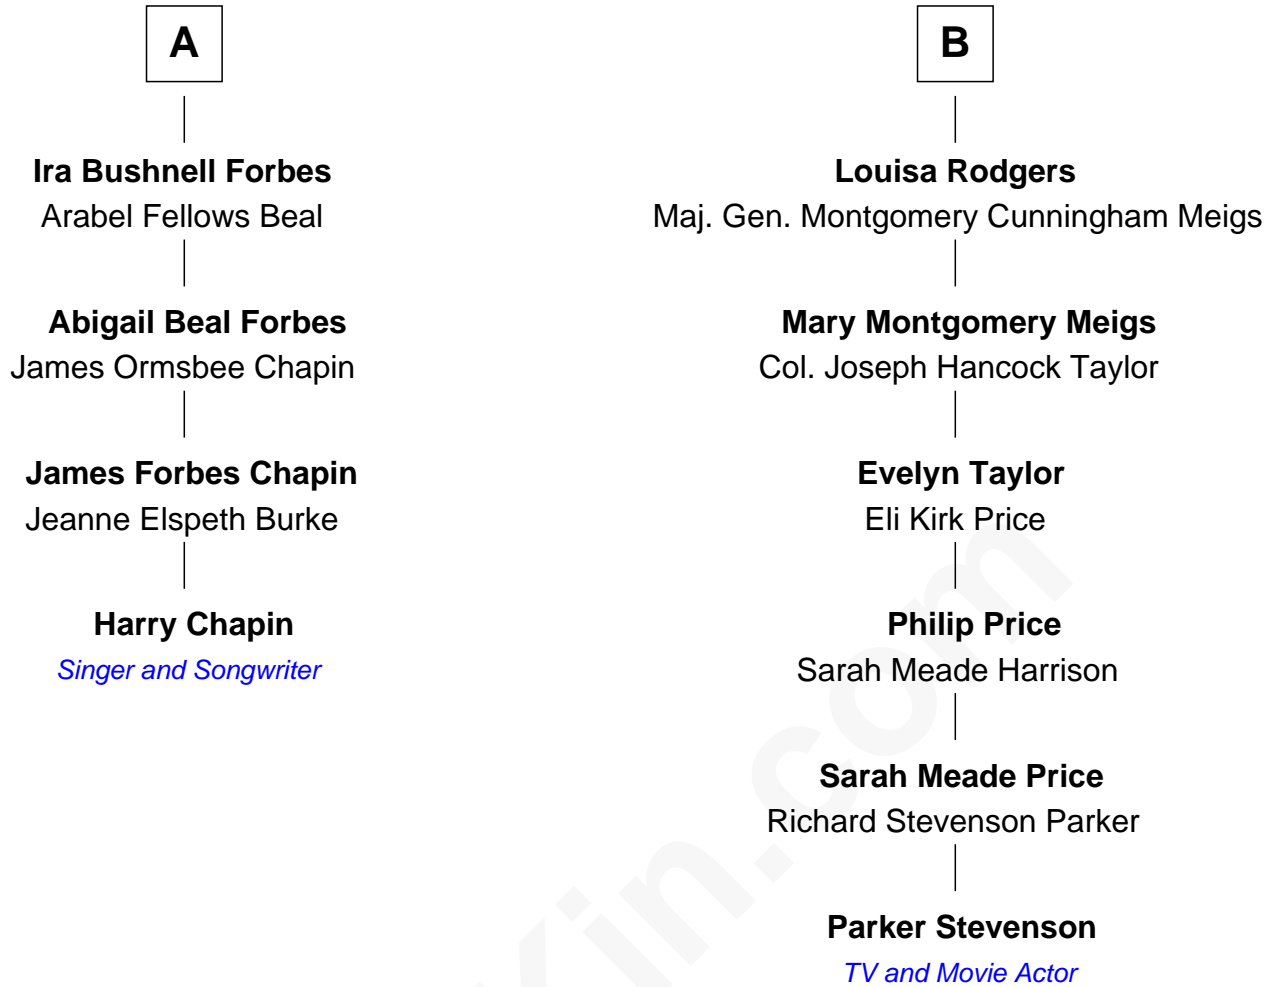 A
Ira Bushnell Forbes
Arabel Fellows Beal
Abigail Beal Forbes
James Ormsbee Chapin
James Forbes Chapin
Jeanne Elspeth Burke
Harry Chapin
Singer and Songwriter
B
Louisa Rodgers
Maj. Gen. Montgomery Cunningham Meigs
Mary Montgomery Meigs
Col. Joseph Hancock Taylor
Evelyn Taylor
Eli Kirk Price
Philip Price
Sarah Meade Harrison
Sarah Meade Price
Richard Stevenson Parker
Parker Stevenson
TV and Movie Actor
Kin.com